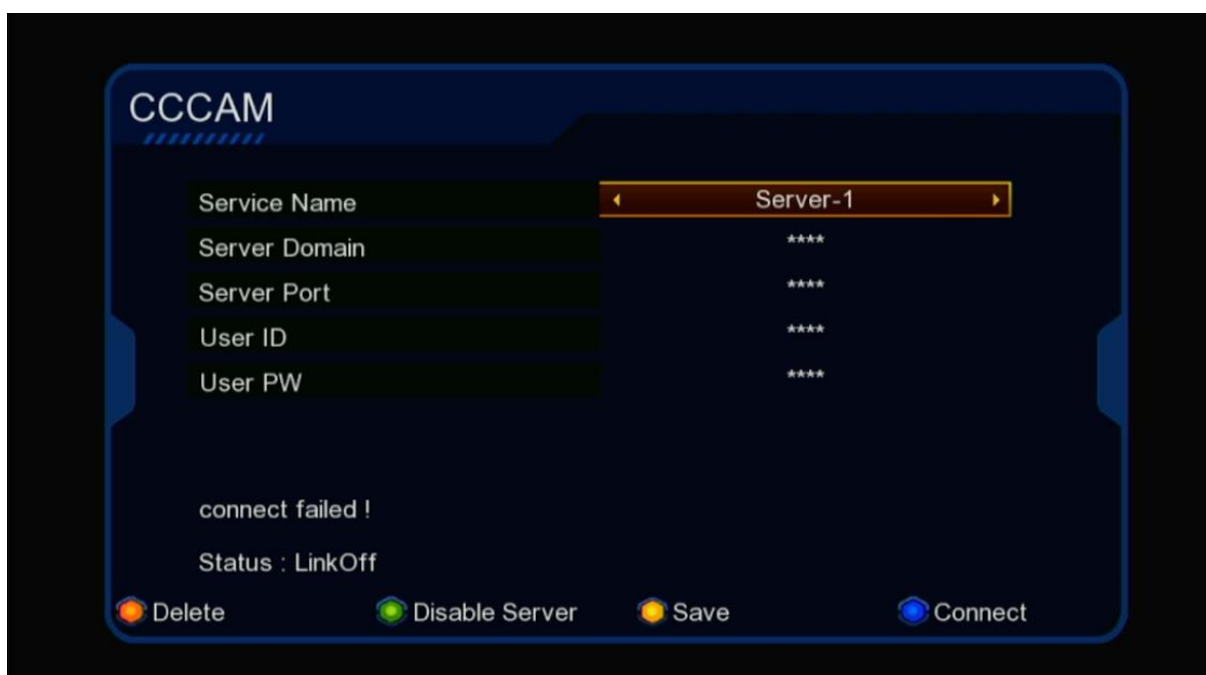 CCCAM
Service Name Server-1
Server Domain ****
Server Port ****
User ID ****
User PW ****
connect failed !
Status : LinkOff
Delete Disable Server Save Connect